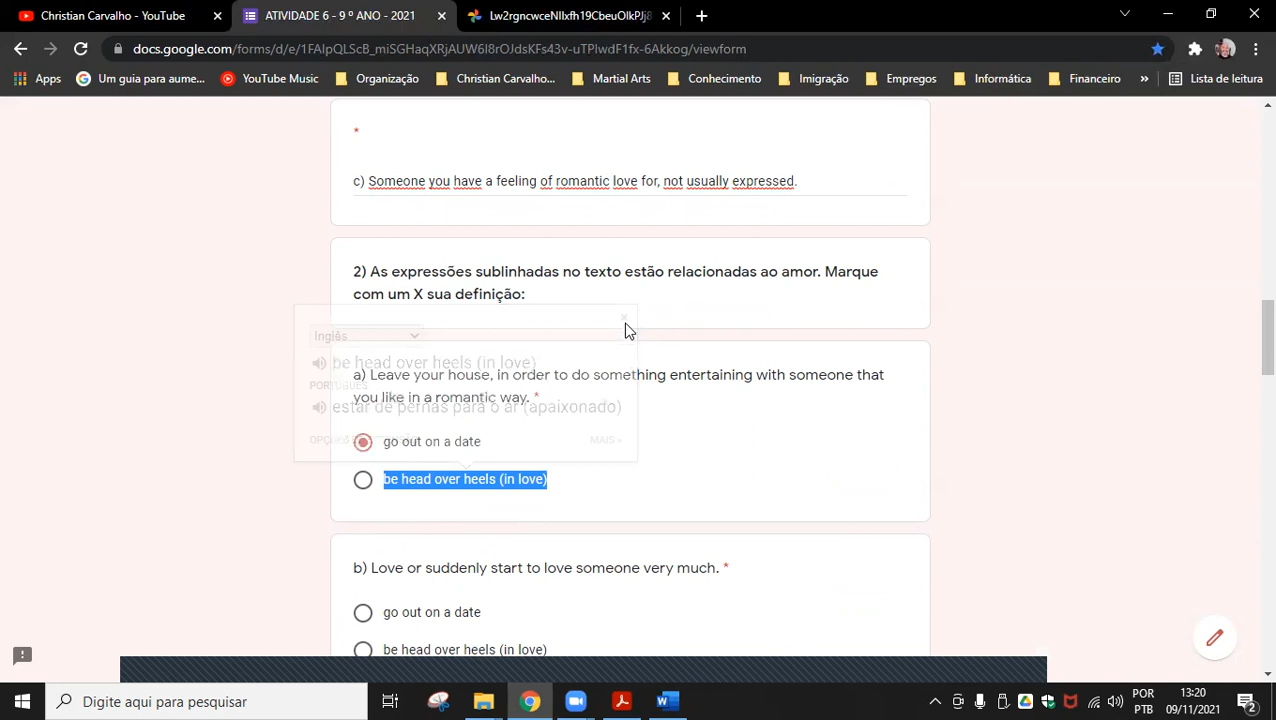 Christian Carvalho - YouTube
ATIVIDADE 6 - 9 º ANO - 2021
Lw2rgncwceNIlxfh19CbeuOlkPJj8
docs.google.com/forms/d/e/1FAIpQLScB_miSGHaqXRjAUW6I8rOJdsKFs43v-uTPlwdF1fx-6Akkog/viewform
Apps
Um guia para aume...
YouTube Music
Organização
Christian Carvalho...
Martial Arts
Conhecimento
Imigração
Empregos
Informática
Financeiro
»
Lista de leitura
*
c) Someone you have a feeling of romantic love for, not usually expressed.
2) As expressões sublinhadas no texto estão relacionadas ao amor. Marque
com um X sua definição:
Inglês
be head over heels (in love)
PORTUGUÊS
estar de pernas para o ar (apaixonado)
MAIS »
a) Leave your house, in order to do something entertaining with someone that
you like in a romantic way. *
go out on a date
be head over heels (in love)
b) Love or suddenly start to love someone very much. *
go out on a date
be head over heels (in love)
Digite aqui para pesquisar
POR
PTB
13:20
09/11/2021
2